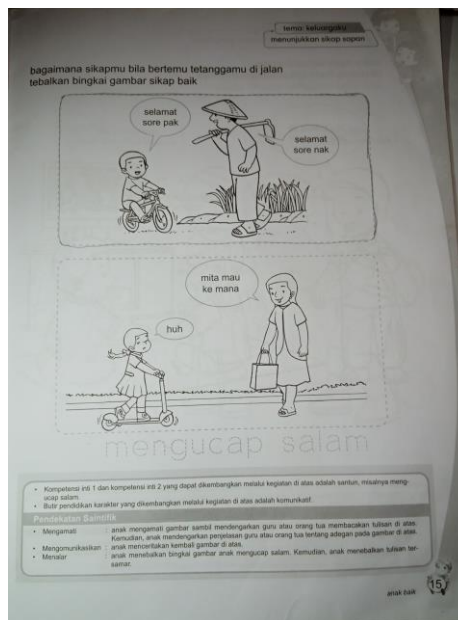 tema: keluargaku
menunjukkan sikap sopan
bagaimana sikapmu bila bertemu tetanggamu di jalan
tebalkan bingkai gambar sikap baik
selamat
sore pak
selamat
sore nak
mita mau
ke mana
huh
mengucap salam
• Kompetensi inti 1 dan kompetensi inti 2 yang dapat dikembangkan melalui kegiatan di atas adalah santun, misalnya meng-
ucap salam.
• Butir pendidikan karakter yang dikembangkan melalui kegiatan di atas adalah komunikatif.
Pendekatan Saintifik
• Mengamati : anak mengamati gambar sambil mendengarkan guru atau orang tua membacakan tulisan di atas.
Kemudian, anak mendengarkan penjelasan guru atau orang tua tentang adegan pada gambar di atas.
• Mengomunikasikan : anak menceritakan kembali gambar di atas.
• Menalar : anak menebalkan bingkai gambar anak mengucap salam. Kemudian, anak menebalkan tulisan ter-
samar.
anak baik 15